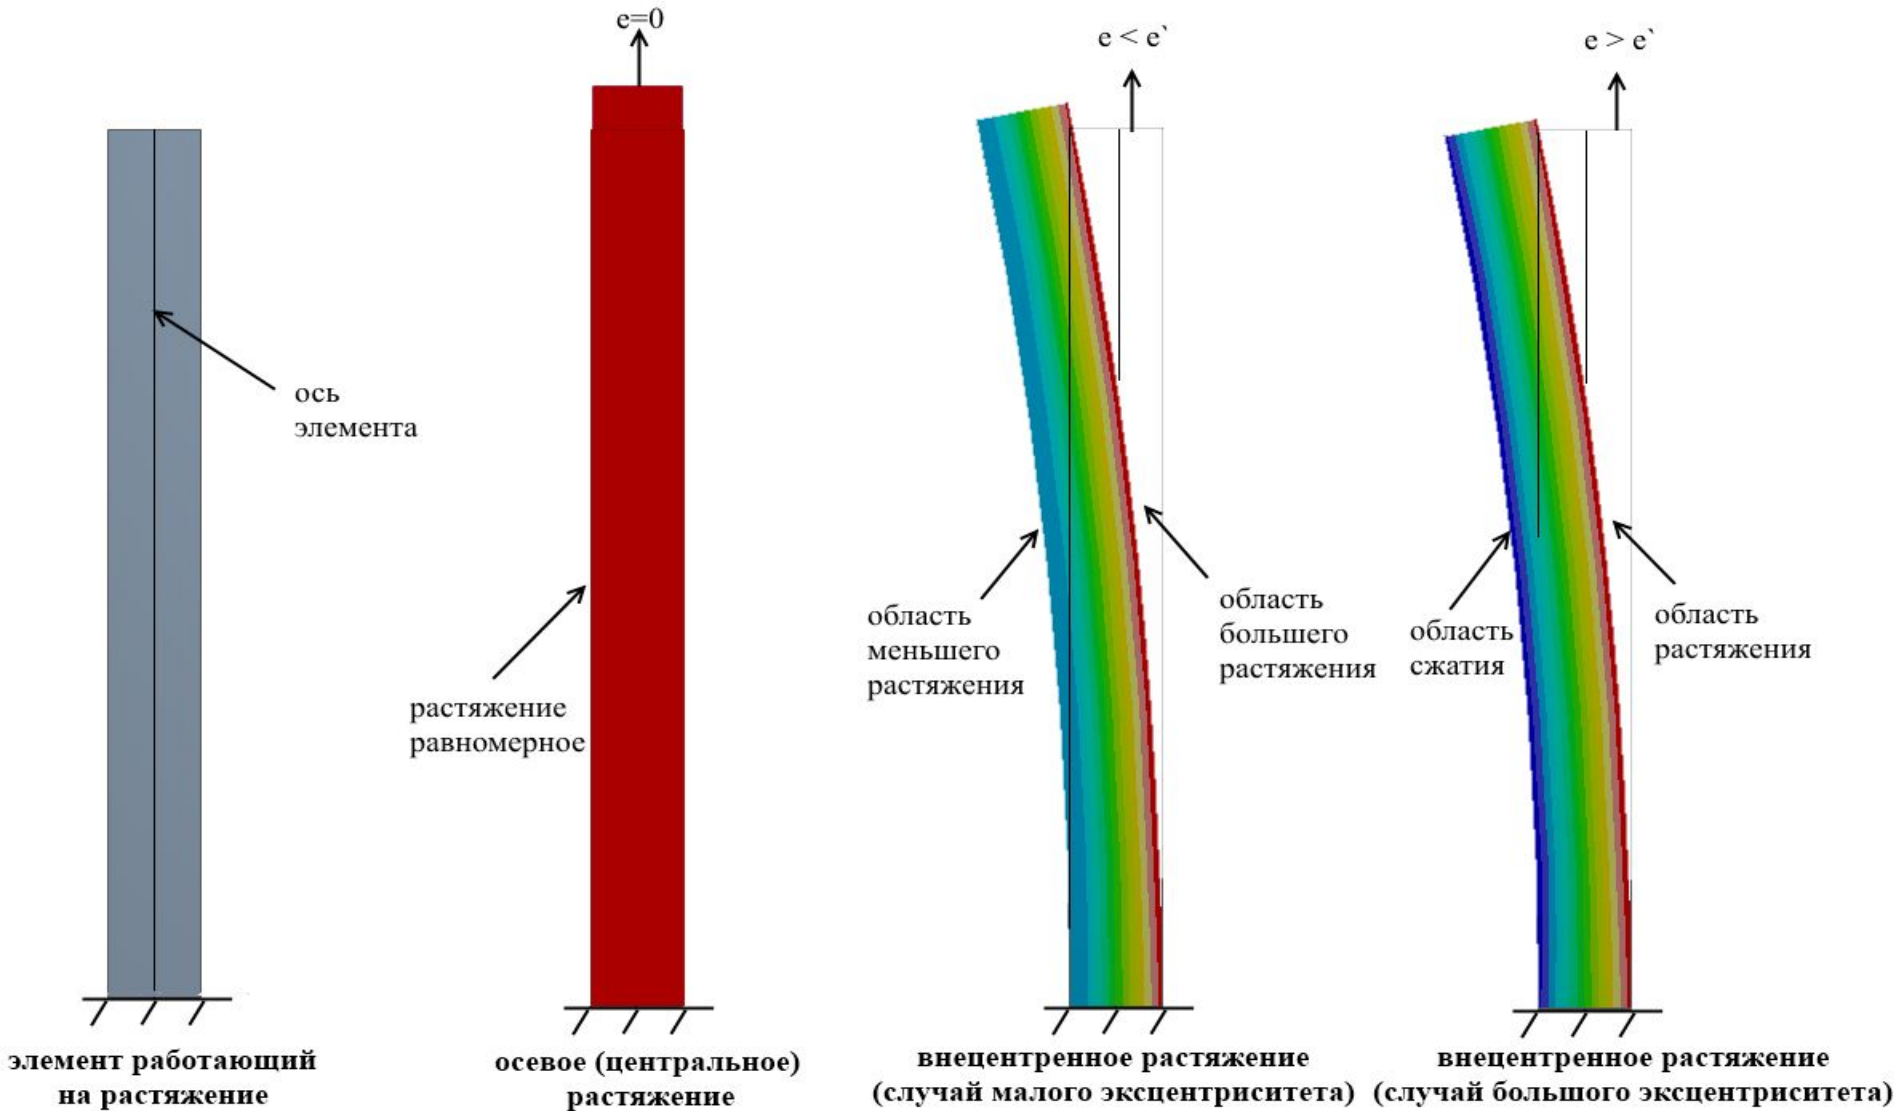 e=0
e < e`
e > e`
ось
элемента
растяжение
равномерное
область
меньшего
растяжения
область
большего
растяжения
область
сжатия
область
растяжения
элемент работающий
на растяжение
осевое (центральное)
растяжение
внецентренное растяжение
(случай малого эксцентриситета)
внецентренное растяжение
(случай большого эксцентриситета)